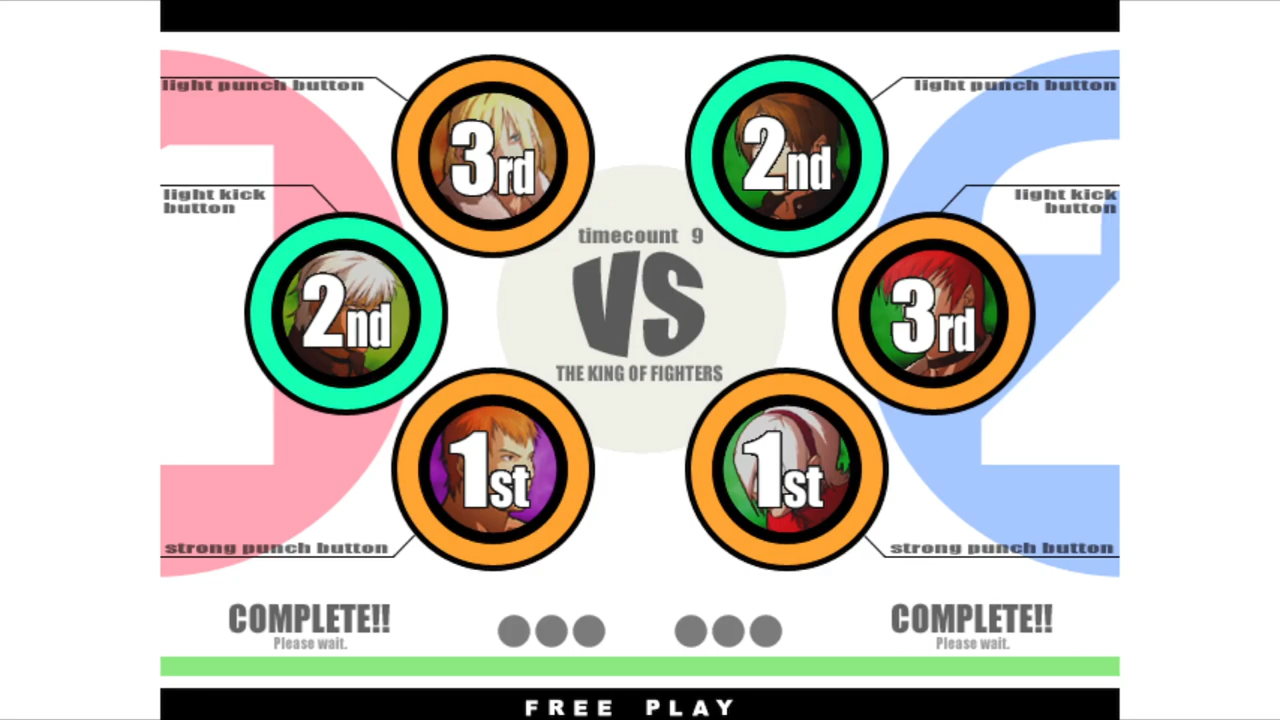 light punch button
3rd
2nd
light punch button
light kick
button
light kick
button
timecount 9
2nd
VS
3rd
THE KING OF FIGHTERS
1st
1st
strong punch button
strong punch button
COMPLETE!!
Please wait.
COMPLETE!!
Please wait.
FREE PLAY